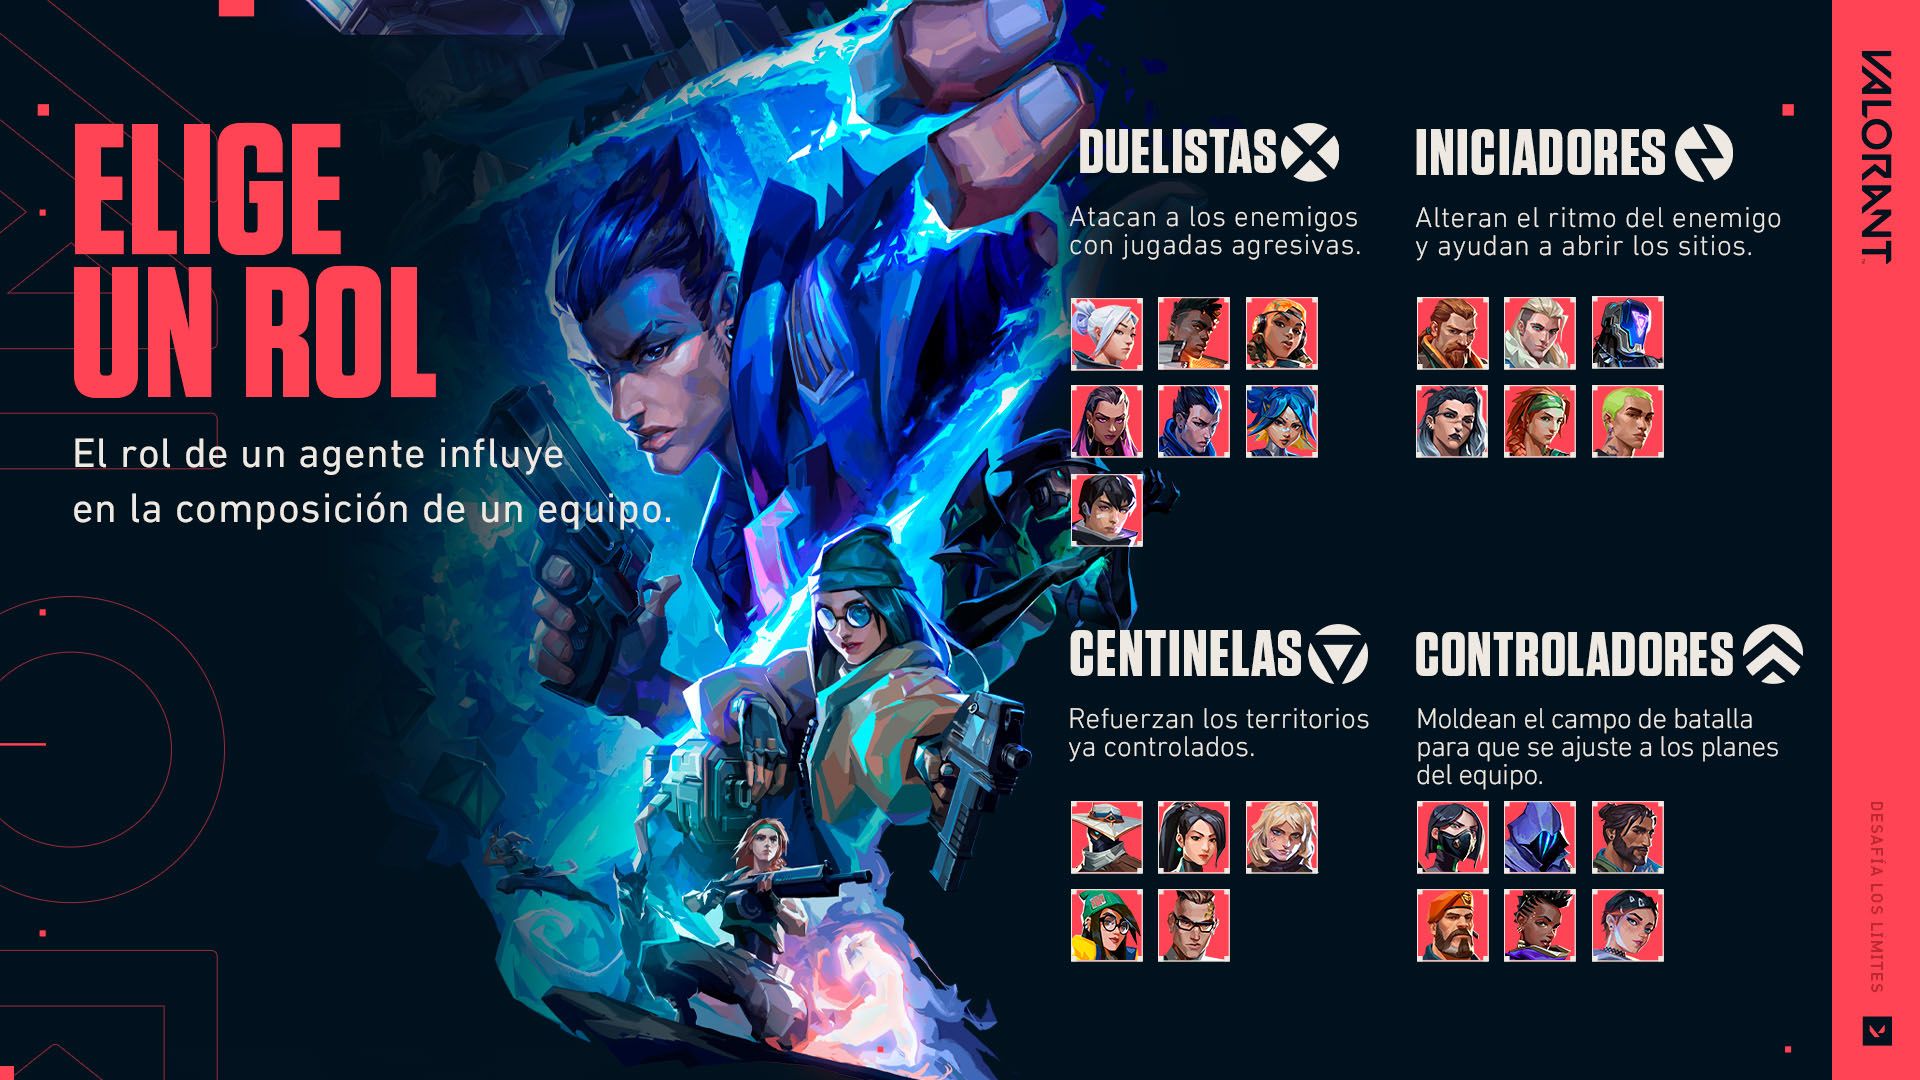 ELIGE
UN ROL
El rol de un agente influye
en la composición de un equipo.
DUELISTAS
Atacan a los enemigos
con jugadas agresivas.
INICIADORES
Alteran el ritmo del enemigo
y ayudan a abrir los sitios.
CENTINELAS
Refuerzan los territorios
ya controlados.
CONTROLADORES
Moldean el campo de batalla
para que se ajuste a los planes
del equipo.
VALORANT
DESAFÍA LOS LÍMITES